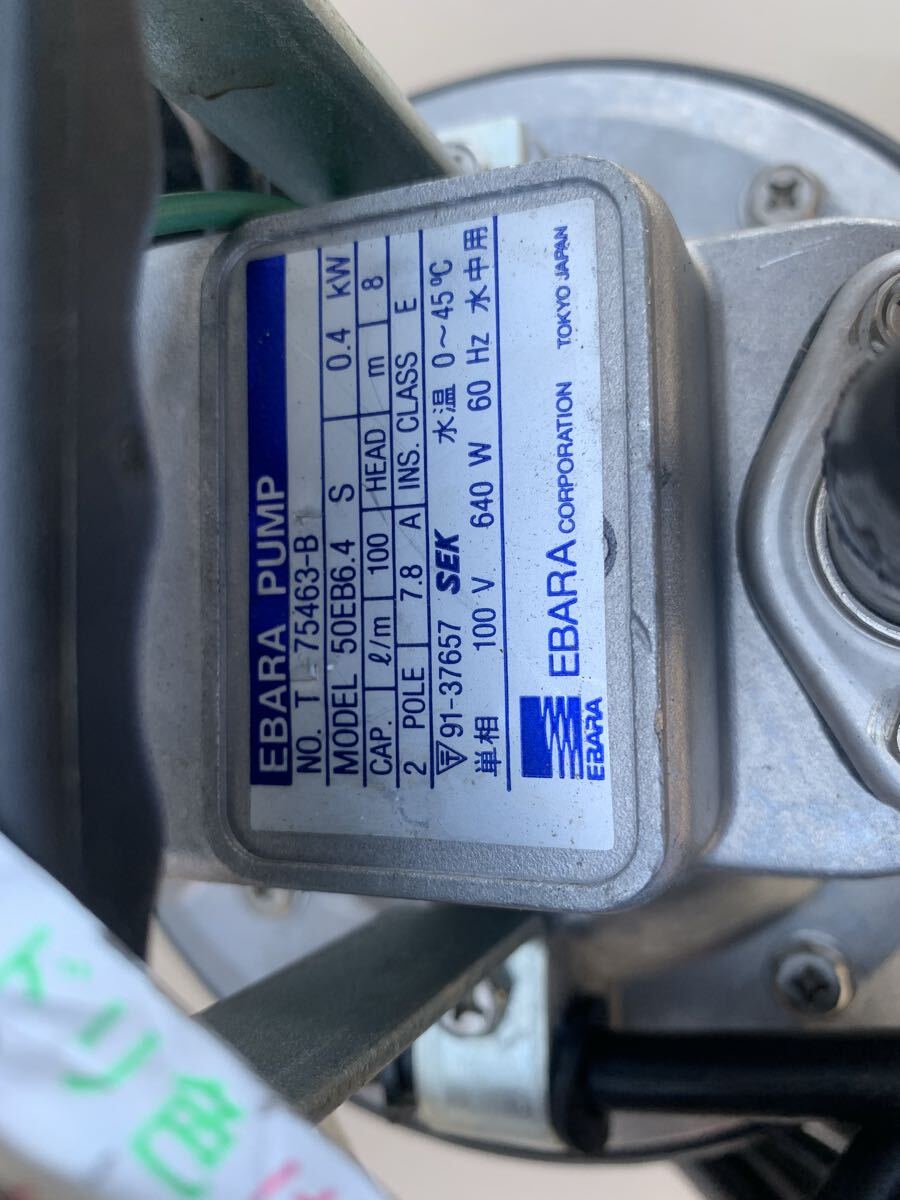 EBARA PUMP
NO. T L 75463-B
MODEL 50EB6.4 S 0.4 kW
CAP. ℓ/m 100 HEAD m 8
2 POLE 7.8 A INS. CLASS E
91-37657 SEK 水温 0～45℃
単相 100 V 640 W 60 Hz 水中用
EBARA EBARA CORPORATION TOKYO JAPAN